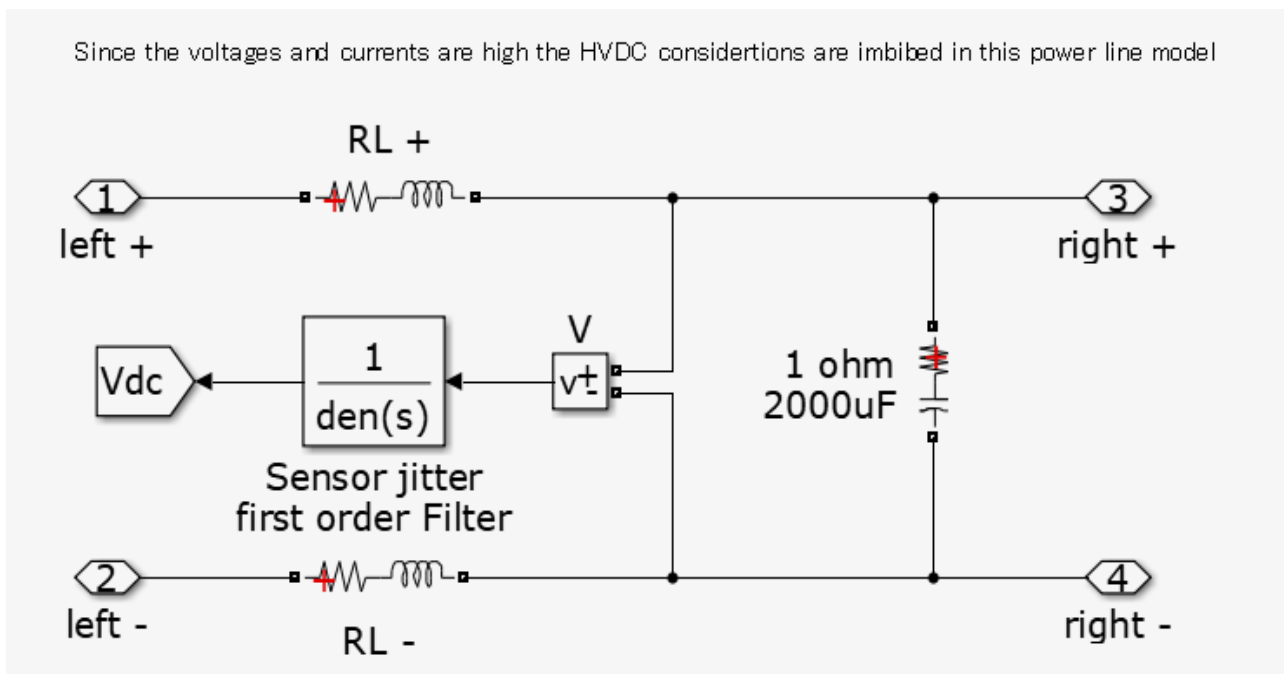 Since the voltages and currents are high the HVDC considertions are imbibed in this power line model
RL +
1
left +
3
right +
V
v+-
1 ohm
2000uF
Vdc
1
den(s)
Sensor jitter
first order Filter
2
left -
RL -
4
right -